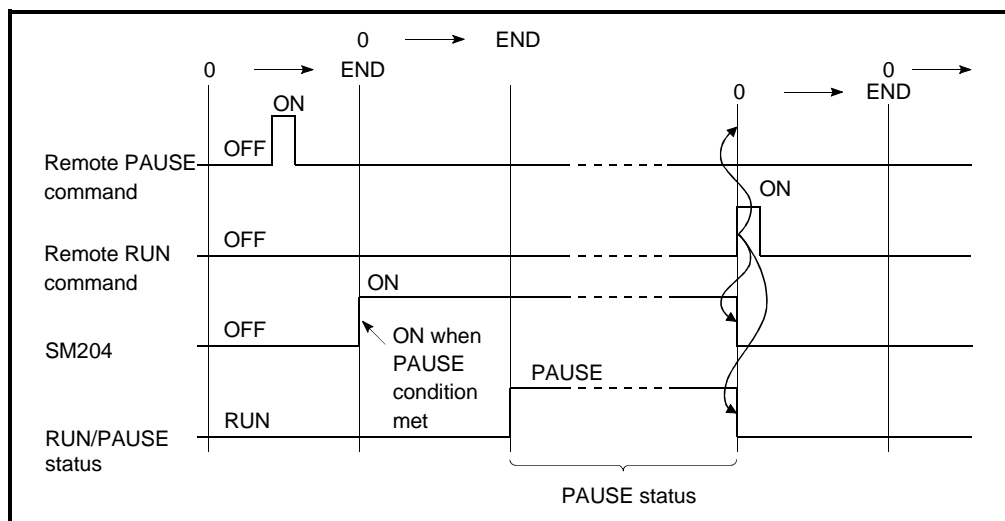 0 END
0 END 0 END 0
ON
OFF
Remote PAUSE
command
ON
OFF
Remote RUN
command
ON
OFF
SM204
ON when
PAUSE
condition
met
PAUSE
RUN
RUN/PAUSE
status
PAUSE status